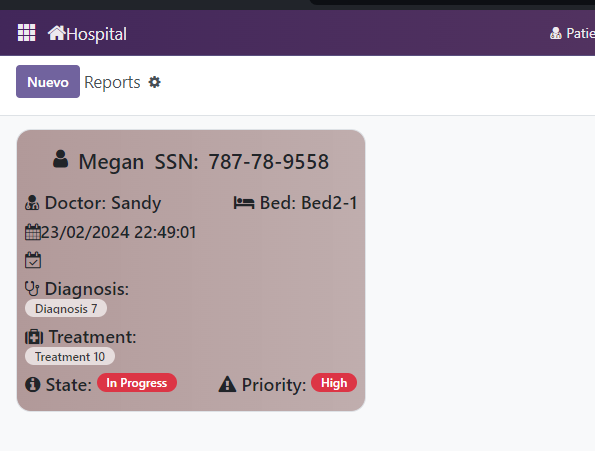 Hospital
Patie
Nuevo Reports
Megan SSN: 787-78-9558
Doctor: Sandy Bed: Bed2-1
23/02/2024 22:49:01
Diagnosis:
Diagnosis 7
Treatment:
Treatment 10
State: In Progress Priority: High